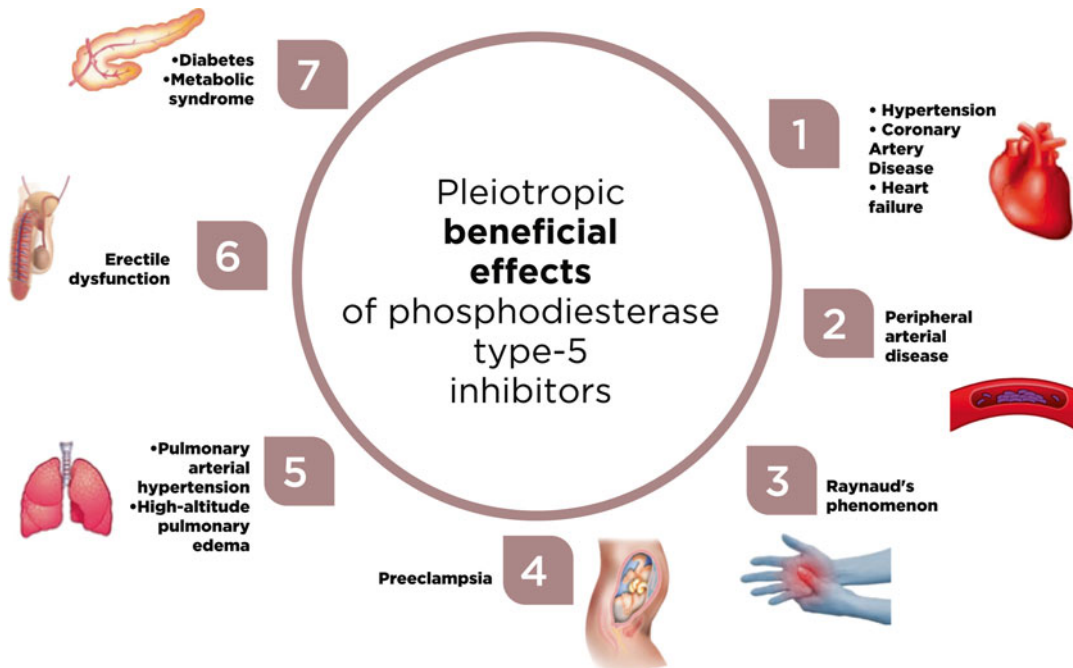 Pleiotropic
beneficial
effects
of phosphodiesterase
type-5
inhibitors
1
• Hypertension
• Coronary
Artery
Disease
• Heart
failure
2
Peripheral
arterial
disease
3
Raynaud's
phenomenon
4
Preeclampsia
5
•Pulmonary
arterial
hypertension
•High-altitude
pulmonary
edema
6
Erectile
dysfunction
7
•Diabetes
•Metabolic
syndrome